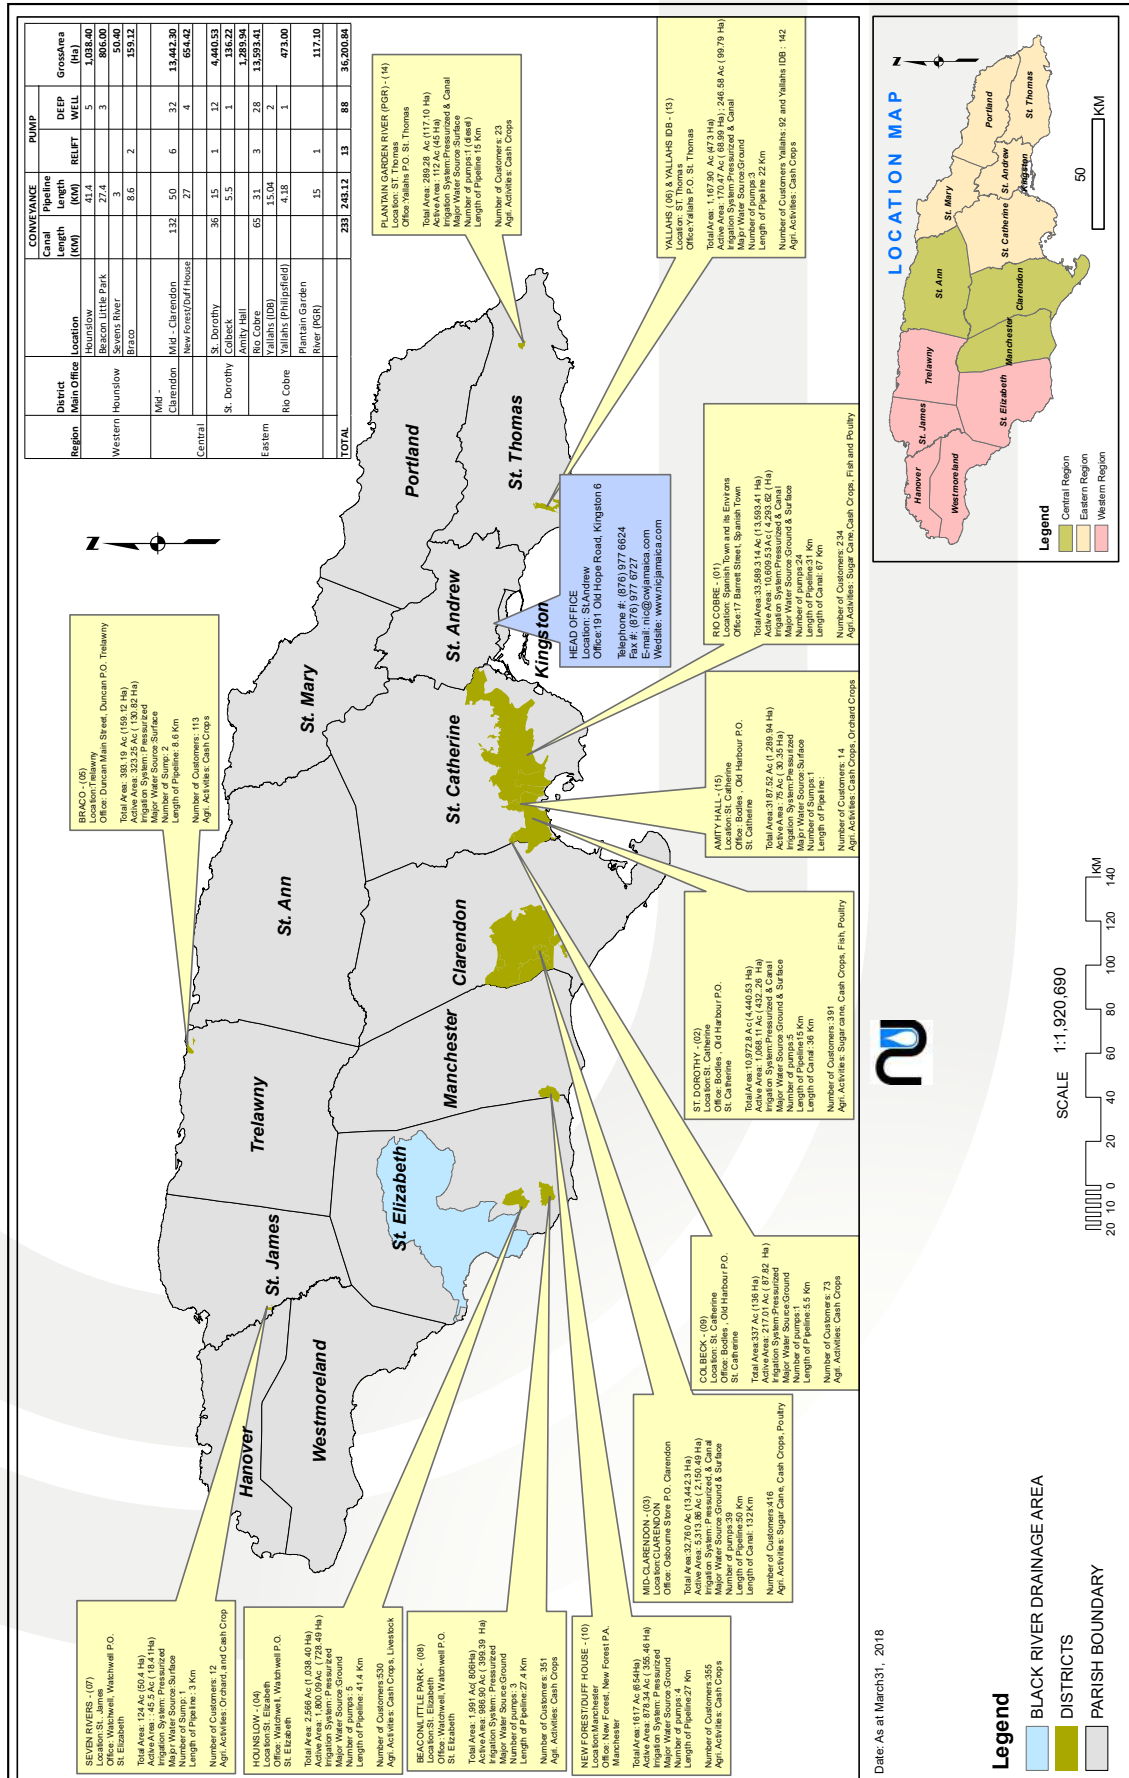 Region
District
Main Office
Location
CONVEYANCE
Canal Length (KM)
Pipeline Length (KM)
PUMP
RELIFT
DEEP WELL
GrossArea (Ha)
Western Hounslow Hounslow 41.4 5 1,038.40
Beacon Little Park 27.4 3 806.00
Sevens River 3 50.40
Braco 8.6 2 159.12
Central Mid - Clarendon Mid - Clarendon 132 50 6 32 13,442.30
New Forest/Duff House 27 4 654.42
St. Dorothy St. Dorothy 36 15 1 12 4,440.53
Colbeck 5.5 1 136.22
Amity Hall 1,289.94
Eastern Rio Cobre Rio Cobre 65 31 3 28 13,593.41
Yallahs (IDB) 15.04 2
Yallahs (Philipsfield) 4.18 1 473.00
Plantain Garden River (PGR) 15 1 117.10
TOTAL 233 243.12 13 88 36,200.84
N
PLANTAIN GARDEN RIVER (PGR) - (14)
Location: ST. Thomas
Office:Yallahs P.O. St. Thomas
Total Area: 289.28 Ac (117.10 Ha)
Active Area : 112 Ac (45 Ha)
Irrigation System:Pressurized & Canal
Major Water Source:Surface
Number of pumps:1 (diesel)
Length of Pipeline 15 Km
Number of Customers: 23
Agri. Activities: Cash Crops
YALLAHS (06) & YALLAHS IDB - (13)
Location: ST. Thomas
Office:Yallahs P.O. St. Thomas
Total Area: 1,167.90 Ac (473 Ha)
Active Area: 170.47 Ac ( 68.99 Ha) ; 246.58 Ac ( 99.79 Ha)
Irrigation System:Pressurized & Canal
Major Water Source:Ground
Number of pumps:3
Length of Pipeline 22 Km
Number of Customers Yallahs: 92 and Yallahs IDB : 142
Agri. Activities: Cash Crops
BRACO - (05)
Location:Trelawny
Office: Duncan Main Street, Duncan P.O. Trelawny
Total Area: 393.19 Ac (159.12 Ha)
Active Area: 323.25 Ac ( 130.82 Ha)
Irrigation System: Pressurized
Major Water Source:Surface
Number of Sump: 2
Length of Pipeline: 8.6 Km
Number of Customers: 113
Agri. Activities: Cash Crops
HEAD OFFICE
Location: St.Andrew
Office:191 Old Hope Road, Kingston 6
Telephone #: (876) 977 6624
Fax #: (876) 977 6727
E-mail: nic@cwjamaica.com
Wedsite: www.nicjamaica.com
RIO COBRE - (01)
Location: Spanish Town and its Environs
Office:17 Barrett Street, Spanish Town
Total Area:33,589.314 Ac (13,593.41 Ha)
Active Area: 10,609.53 Ac ( 4,293.62 ( Ha)
Irrigation System:Pressurized & Canal
Major Water Source:Ground & Surface
Number of pumps:24
Length of Pipeline:31 Km
Length of Canal: 67 Km
Number of Customers: 234
Agri. Activities: Sugar Cane,Cash Crops, Fish and Poultry
AMITY HALL - (15)
Location:St. Catherine
Office: Bodles , Old Harbour P.O.
St. Catherine
Total Area:3187.52 Ac (1,289.94 Ha)
Active Area : 75 Ac ( 30.35 Ha)
Irrigation System:Pressurized
Major Water Source:Surface
Number of Sumps:1
Length of Pipeline :
Number of Customers: 14
Agri. Activities: Cash Crops, Orchard Crops
ST. DOROTHY - (02)
Location:St. Catherine
Office: Bodles , Old Harbour P.O.
St. Catherine
Total Area:10,972.8 Ac (4,440.53 Ha)
Active Area: 1,068.11 Ac ( 432..26 Ha)
Irrigation System:Pressurized & Canal
Major Water Source:Ground & Surface
Number of pumps:5
Length of Pipeline15 Km
Length of Canal: 36 Km
Number of Customers: 391
Agri. Activities: Sugar cane, Cash Crops, Fish, Poultry
COLBECK - (09)
Location: St. Catherine
Office: Bodles , Old Harbour P.O.
St. Catherine
Total Area:337 Ac (136 Ha)
Active Area: 217.01 Ac ( 87.82 Ha)
Irrigation System:Pressurized
Major Water Source:Ground
Number of pumps:1
Length of Pipeline:5.5 Km
Number of Customers: 73
Agri. Activities: Cash Crops
MID-CLARENDON - (03)
Location:CLARENDON
Office: Osbourne Store P.O. Clarendon
Total Area:32,760 Ac (13,442.3 Ha)
Active Area: 5,313.86 Ac ( 2,150.49 Ha)
Irrigation System: Pressurized, & Canal
Major Water Source:Ground & Surface
Number of pumps:39
Length of Pipeline:50 Km
Length of Canal: 132Km
Number of Customers:416
Agri. Activities: Sugar Cane, Cash Crops, Poultry
NEW FOREST/DUFF HOUSE - (10)
Location:Manchester
Office: New Forest, New Forest P.A.
Manchester
Total Area:1617 Ac (654Ha)
Active Area: 878.34 Ac ( 355.46 Ha)
Irrigation System: Pressurized
Major Water Source:Ground
Number of pumps:4
Length of Pipeline:27 Km
Number of Customers:355
Agri. Activities: Cash Crops
BEACON/LITTLE PARK - (08)
Location:St. Elizabeth
Office: Watchwell, Watchwell P.O.
St. Elizabeth
Total Area: 1,991 Ac( 806Ha)
Active Area: 986.90 Ac ( 399.39 Ha)
Irrigation System: Pressurized
Major Water Source:Ground
Number of pumps: 3
Length of Pipeline:27.4 Km
Number of Customers: 351
Agri. Activities: Cash Crops
HOUNSLOW - (04)
Location:St. Elizabeth
Office: Watchwell, Watchwell P.O.
St. Elizabeth
Total Area: 2,566 Ac (1,038.40 Ha)
Active Area: 1,800.09 Ac ( 728.49 Ha)
Irrigation System: Pressurized
Major Water Source:Ground
Number of pumps: 5
Length of Pipeline: 41.4 Km
Number of Customers:530
Agri. Activities: Cash Crops, Livestock
SEVEN RIVERS - (07)
Location:St. James
Office: Watchwell, Watchwell P.O.
St. Elizabeth
Total Area: 124 Ac (50.4 Ha)
Active Area : 45.5 Ac (18.41Ha)
Irrigation System: Pressurized
Major Water Source:Surface
Number of Sump: 1
Length of Pipeline : 3 Km
Number of Customers: 12
Agri. Activities: Orchard, and Cash Crop
Hanover
Westmoreland
St. James
Trelawny
St. Elizabeth
Manchester
St. Ann
Clarendon
St. Mary
St. Catherine
St. Andrew
Kingston
Portland
St. Thomas
LOCATION MAP
N
Hanover
Westmoreland
St. James
Trelawny
St. Elizabeth
Manchester
St. Ann
Clarendon
St. Mary
St. Catherine
St. Andrew
Kingston
Portland
St. Thomas
50
KM
Legend
Central Region
Eastern Region
Western Region
Date: As at March31, 2018
SCALE 1:1,920,690
20 10 0 20 40 60 80 100 120 140
KM
Legend
BLACK RIVER DRAINAGE AREA
DISTRICTS
PARISH BOUNDARY